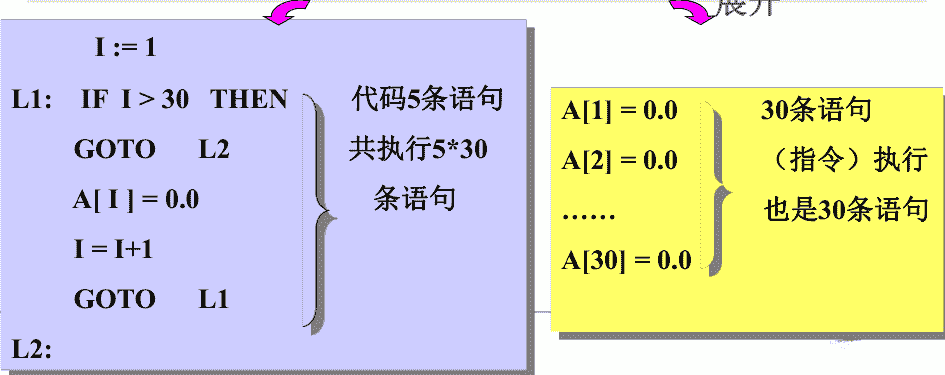 展开
I := 1
L1: IF I > 30 THEN
GOTO L2
A[ I ] = 0.0
I = I+1
GOTO L1
L2:
代码5条语句
共执行5*30
条语句
A[1] = 0.0
A[2] = 0.0
……
A[30] = 0.0
30条语句
（指令）执行
也是30条语句